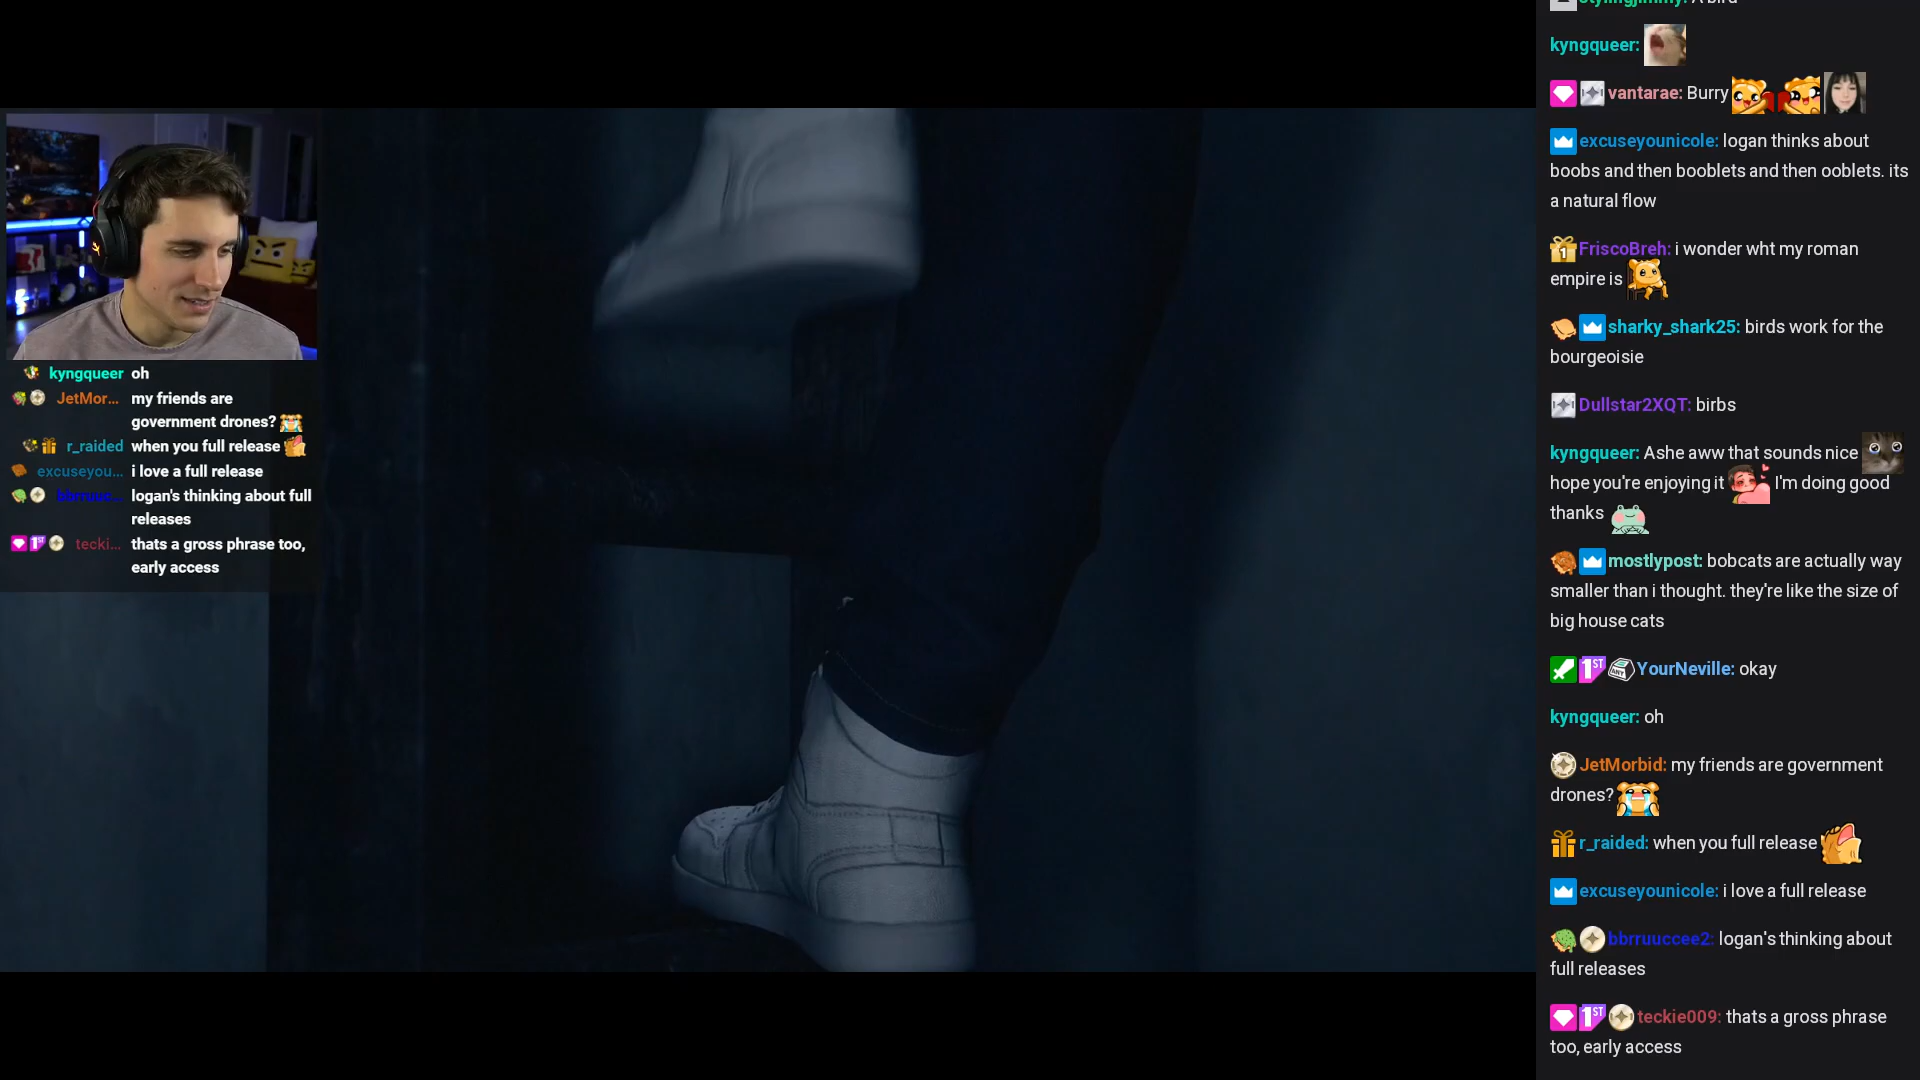 kyngqueer oh
JetMor... my friends are
government drones?
r_raided when you full release
excuseyou... i love a full release
bbrruuc... logan's thinking about full
releases
tecki... thats a gross phrase too,
early access
kyngqueer:
vantarae: Burry
excuseyounicole: logan thinks about
boobs and then booblets and then ooblets. its
a natural flow
FriscoBreh: i wonder wht my roman
empire is
sharky_shark25: birds work for the
bourgeoisie
Dullstar2XQT: birbs
kyngqueer: Ashe aww that sounds nice
hope you're enjoying it I'm doing good
thanks
mostlypost: bobcats are actually way
smaller than i thought. they're like the size of
big house cats
YourNeville: okay
kyngqueer: oh
JetMorbid: my friends are government
drones?
r_raided: when you full release
excuseyounicole: i love a full release
bbrruuccee2: logan's thinking about
full releases
teckie009: thats a gross phrase
too, early access